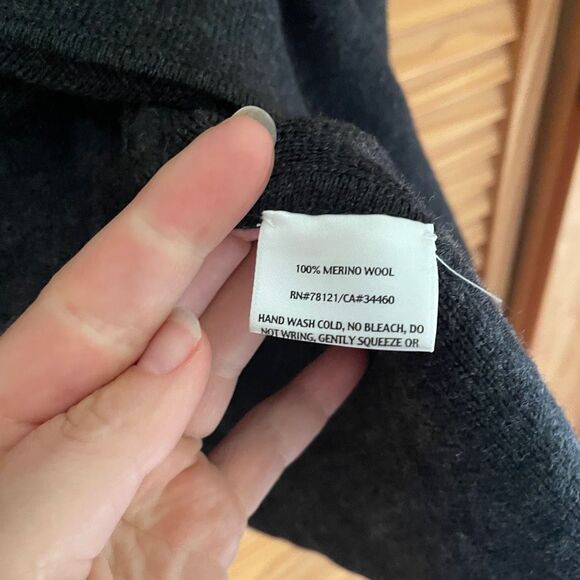 100% MERINO WOOL
RN#78121/CA#34460
HAND WASH COLD, NO BLEACH, DO
NOT WRING, GENTLY SQUEEZE OR